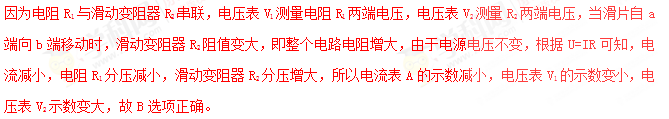 因为电阻 R₁与滑动变阻器 R₂串联，电压表 V₁测量电阻 R₁两端电压，电压表 V₂测量 R₂两端电压，当滑片自 a
端向 b 端移动时，滑动变阻器 R₂阻值变大，即整个电路电阻增大，由于电源电压不变，根据 U=IR 可知，电
流减小，电阻 R₁分压减小，滑动变阻器 R₂分压增大，所以电流表 A 的示数减小，电压表 V₁的示数变小，电
压表 V₂示数变大，故 B 选项正确。